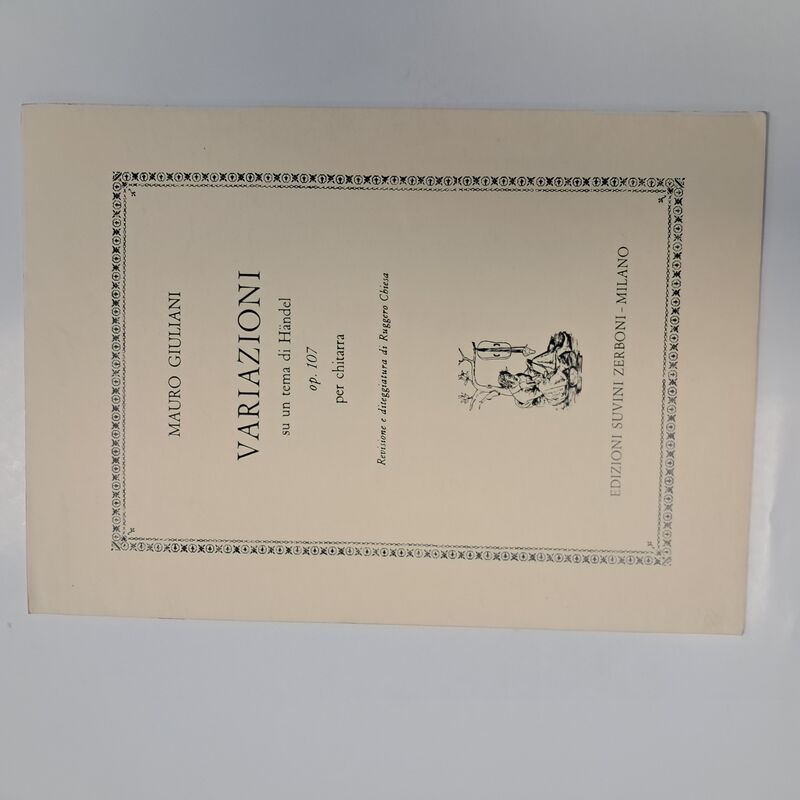 MAURO GIULIANI
VARIAZIONI
su un tema di Händel
op. 107
per chitarra
Revisione e diteggiatura di Ruggero Chiesa
EDIZIONI SUVINI ZERBONI - MILANO